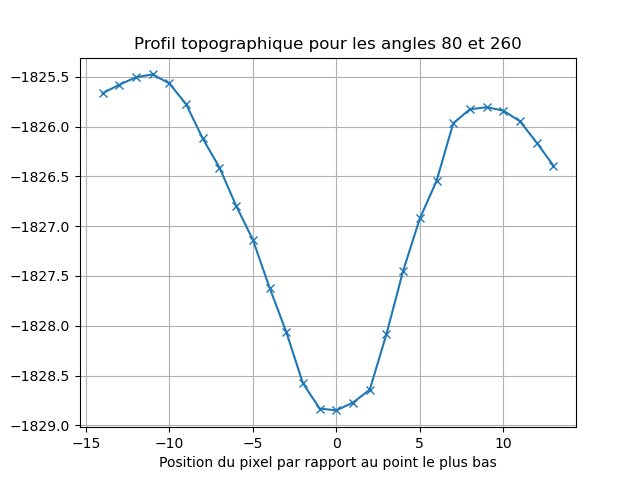 Profil topographique pour les angles 80 et 260
−1825.5
−1826.0
−1826.5
−1827.0
−1827.5
−1828.0
−1828.5
−1829.0
−15 −10 −5 0 5 10
Position du pixel par rapport au point le plus bas